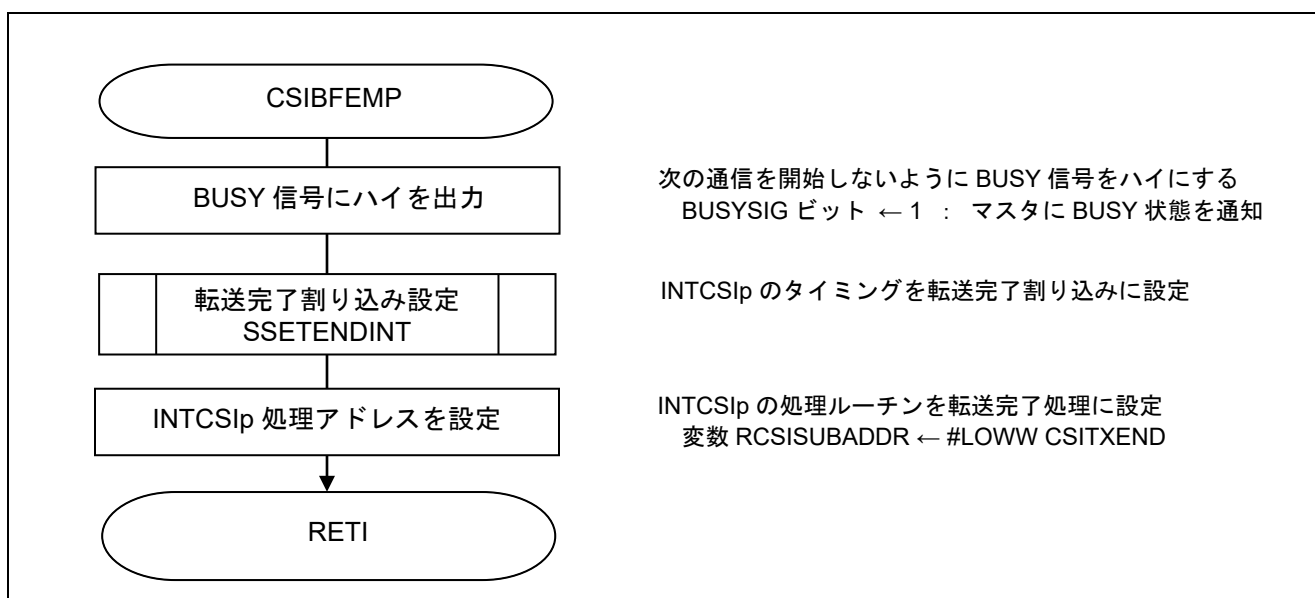 CSIBFEMP
BUSY 信号にハイを出力
次の通信を開始しないように BUSY 信号をハイにする
BUSYSIG ビット ← 1 : マスタに BUSY 状態を通知
転送完了割り込み設定
SSETENDINT
INTCSIp のタイミングを転送完了割り込みに設定
INTCSIp 処理アドレスを設定
INTCSIp の処理ルーチンを転送完了処理に設定
変数 RCSISUBADDR ← #LOWW CSITXEND
RETI